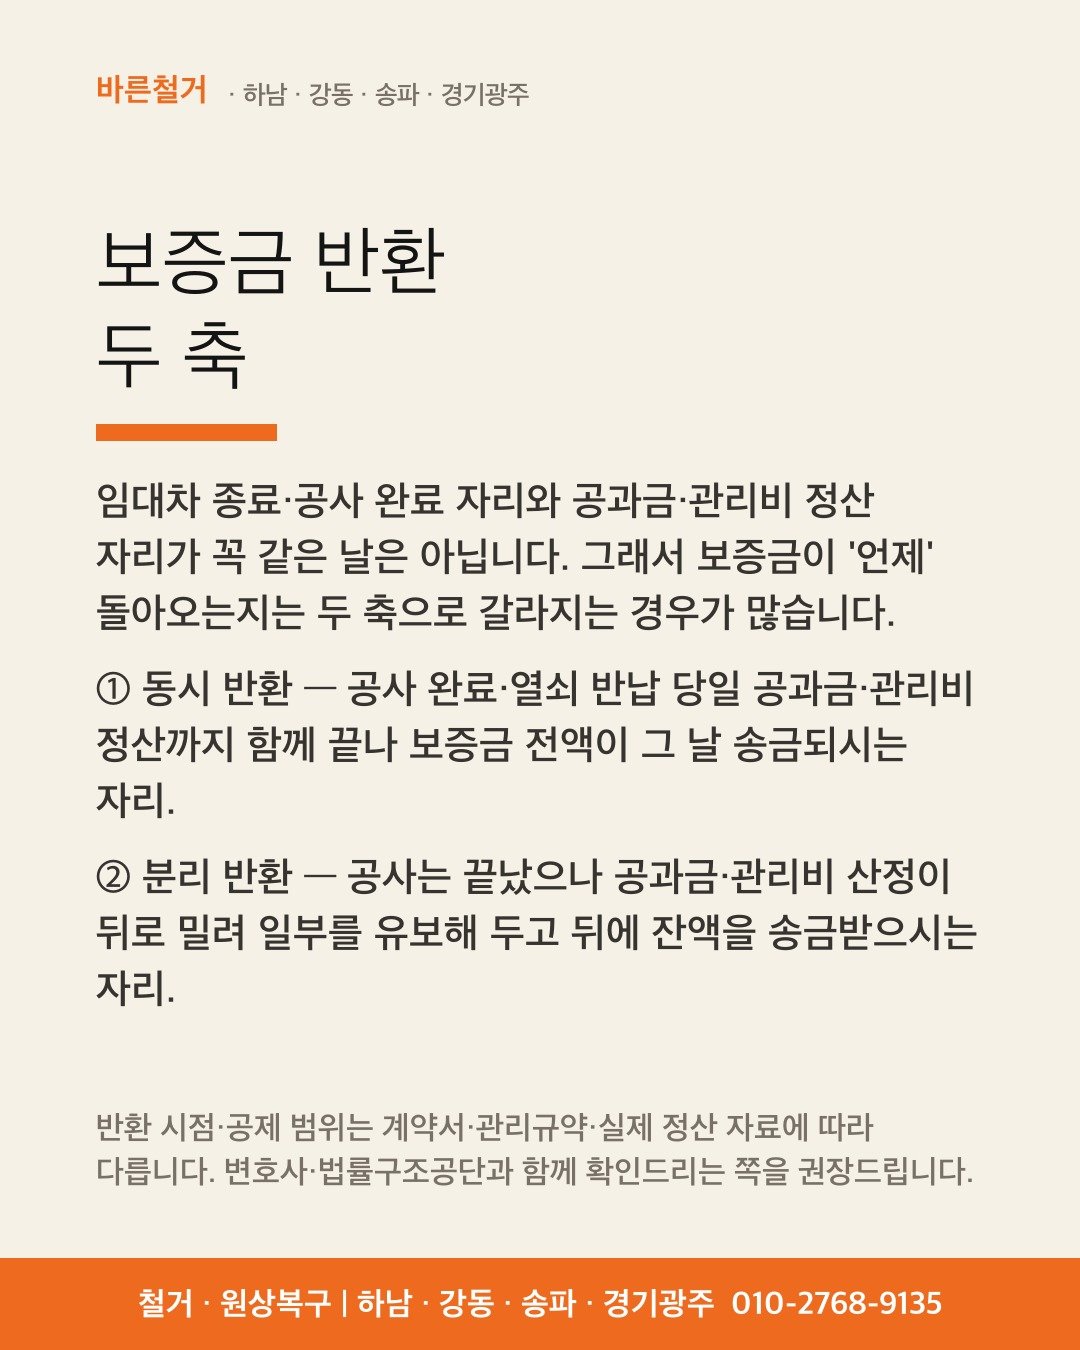 바른철거 · 하남 · 강동 · 송파 · 경기광주
보증금 반환
두 축
임대차 종료·공사 완료 자리와 공과금·관리비 정산
자리가 꼭 같은 날은 아닙니다. 그래서 보증금이 '언제'
돌아오는지는 두 축으로 갈라지는 경우가 많습니다.
① 동시 반환 — 공사 완료·열쇠 반납 당일 공과금·관리비
정산까지 함께 끝나 보증금 전액이 그 날 송금되시는
자리.
② 분리 반환 — 공사는 끝났으나 공과금·관리비 산정이
뒤로 밀려 일부를 유보해 두고 뒤에 잔액을 송금받으시는
자리.
반환 시점·공제 범위는 계약서·관리규약·실제 정산 자료에 따라
다릅니다. 변호사·법률구조공단과 함께 확인드리는 쪽을 권장드립니다.
철거 · 원상복구 | 하남 · 강동 · 송파 · 경기광주 010-2768-9135